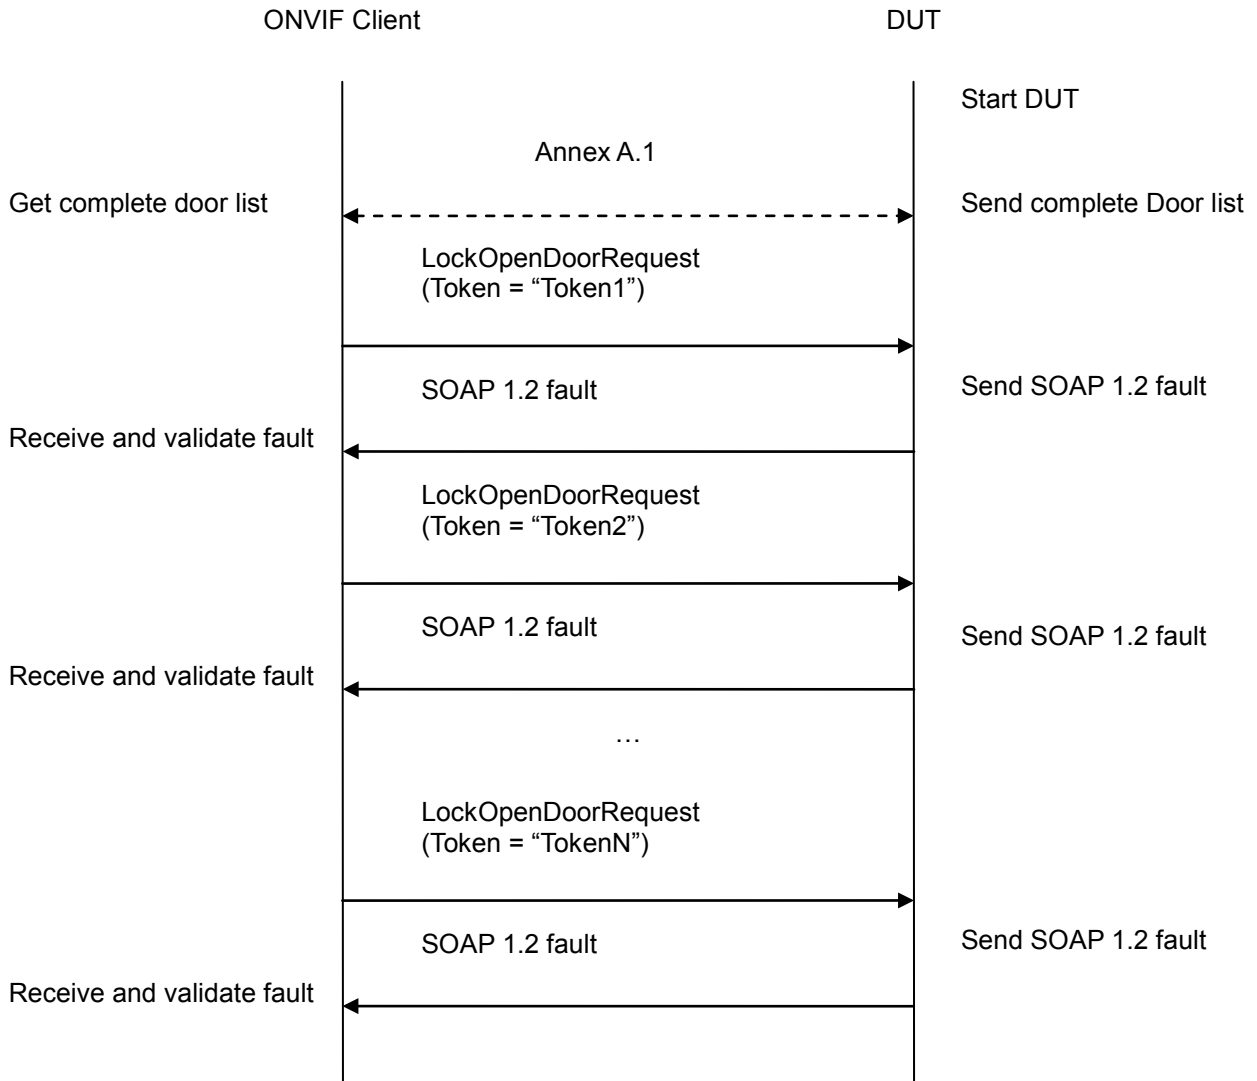 ONVIF Client
DUT
Start DUT
Annex A.1
Get complete door list
Send complete Door list
LockOpenDoorRequest
(Token = “Token1”)
SOAP 1.2 fault
Send SOAP 1.2 fault
Receive and validate fault
LockOpenDoorRequest
(Token = “Token2”)
SOAP 1.2 fault
Send SOAP 1.2 fault
Receive and validate fault
…
LockOpenDoorRequest
(Token = “TokenN”)
SOAP 1.2 fault
Send SOAP 1.2 fault
Receive and validate fault